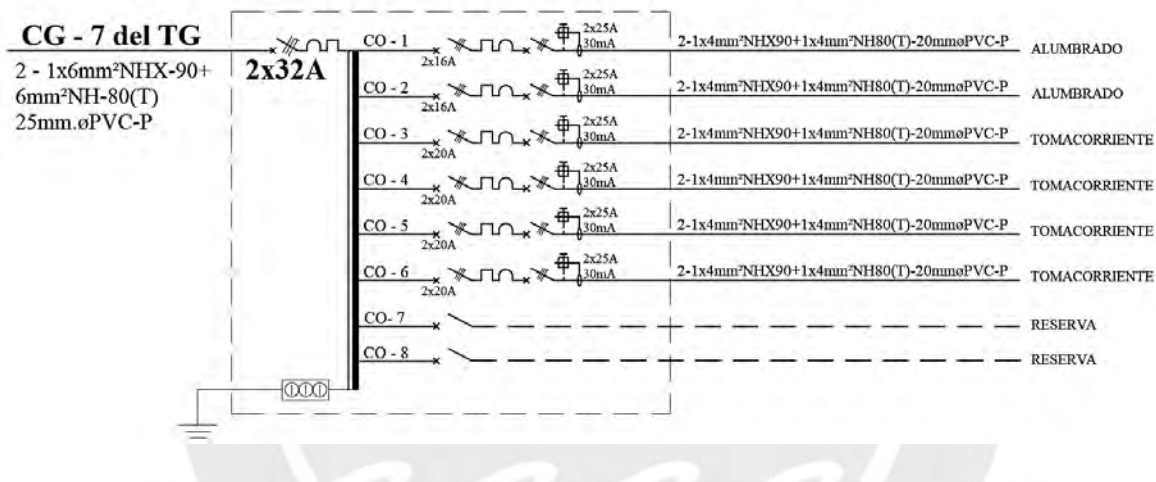 CG - 7 del TG
2 - 1x6mm²NHX-90+
6mm²NH-80(T)
25mm.øPVC-P
2x32A
CO - 1
2x16A
2x25A
30mA
2-1x4mm²NHX90+1x4mm²NH80(T)-20mmøPVC-P
ALUMBRADO
CO - 2
2x16A
2x25A
30mA
2-1x4mm²NHX90+1x4mm²NH80(T)-20mmøPVC-P
ALUMBRADO
CO - 3
2x20A
2x25A
30mA
2-1x4mm²NHX90+1x4mm²NH80(T)-20mmøPVC-P
TOMACORRIENTE
CO - 4
2x20A
2x25A
30mA
2-1x4mm²NHX90+1x4mm²NH80(T)-20mmøPVC-P
TOMACORRIENTE
CO - 5
2x20A
2x25A
30mA
2-1x4mm²NHX90+1x4mm²NH80(T)-20mmøPVC-P
TOMACORRIENTE
CO - 6
2x20A
2x25A
30mA
2-1x4mm²NHX90+1x4mm²NH80(T)-20mmøPVC-P
TOMACORRIENTE
CO- 7
RESERVA
CO - 8
RESERVA